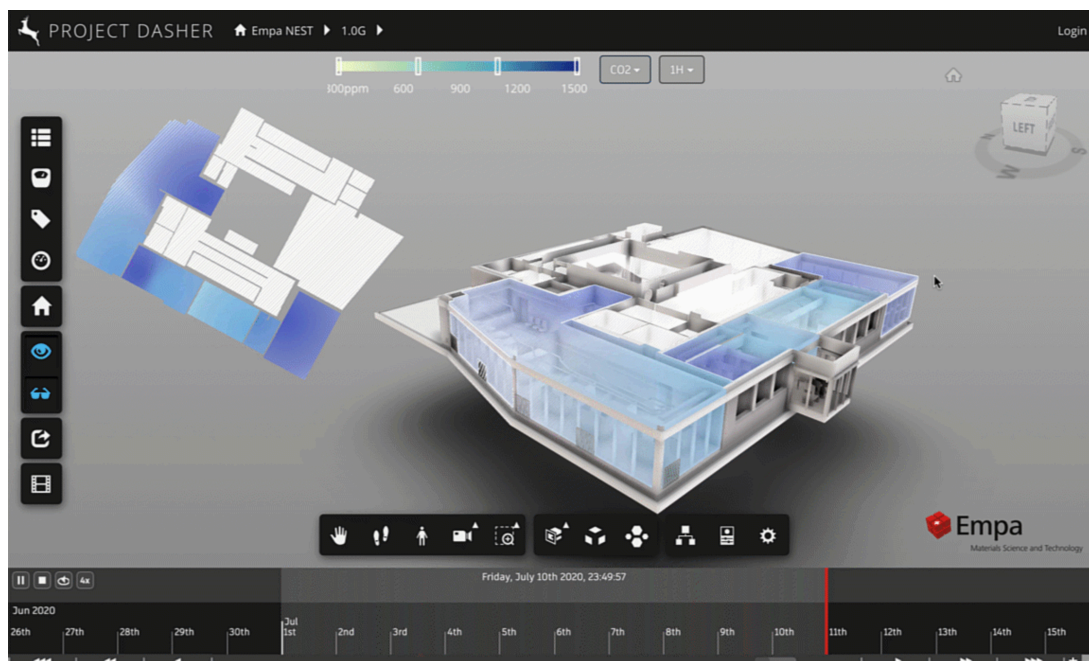 PROJECT DASHER Empa NEST 1.0G Login
CO2 1H
300ppm 600 900 1200 1500
LEFT
W S
Empa
Materials Science and Technology
4x Friday, July 10th 2020, 23:49:57
Jun 2020
Jul
26th 27th 28th 29th 30th 1st 2nd 3rd 4th 5th 6th 7th 8th 9th 10th 11th 12th 13th 14th 15th